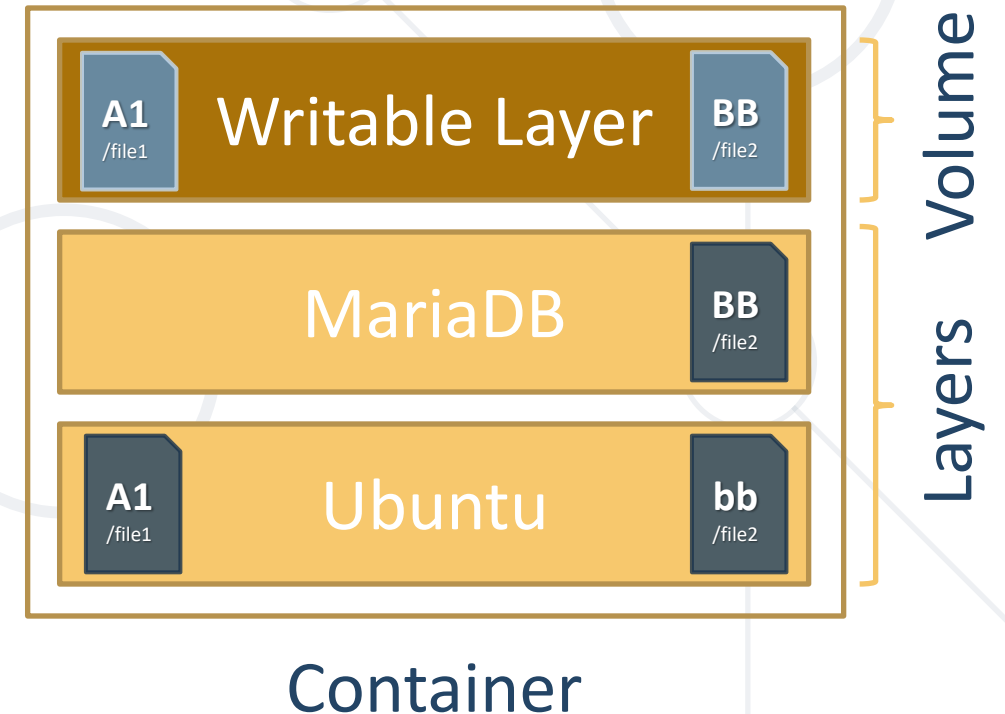 A1
/file1
Writable Layer
BB
/file2
Volume
MariaDB
BB
/file2
Layers
A1
/file1
Ubuntu
bb
/file2
Container